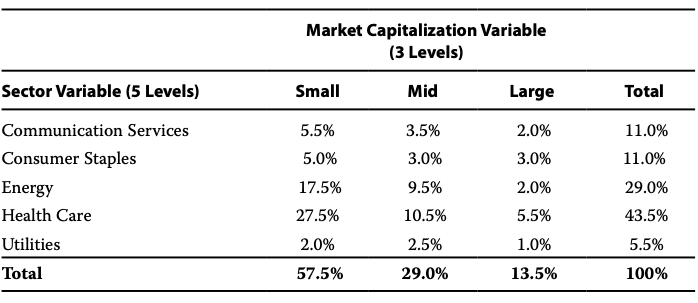 Market Capitalization Variable
(3 Levels)
Sector Variable (5 Levels) Small Mid Large Total
Communication Services 5.5% 3.5% 2.0% 11.0%
Consumer Staples 5.0% 3.0% 3.0% 11.0%
Energy 17.5% 9.5% 2.0% 29.0%
Health Care 27.5% 10.5% 5.5% 43.5%
Utilities 2.0% 2.5% 1.0% 5.5%
Total 57.5% 29.0% 13.5% 100%